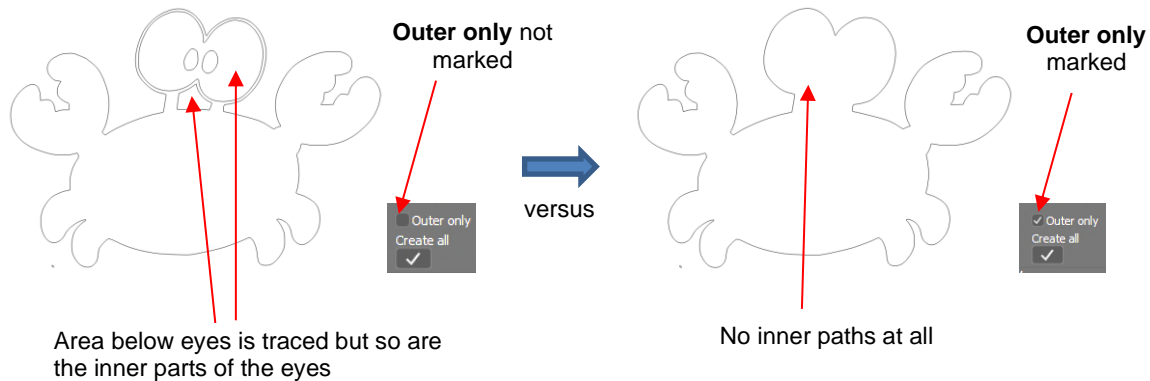 Outer only not
marked
Outer only
Create all
versus
Area below eyes is traced but so are
the inner parts of the eyes
Outer only
marked
Outer only
Create all
No inner paths at all